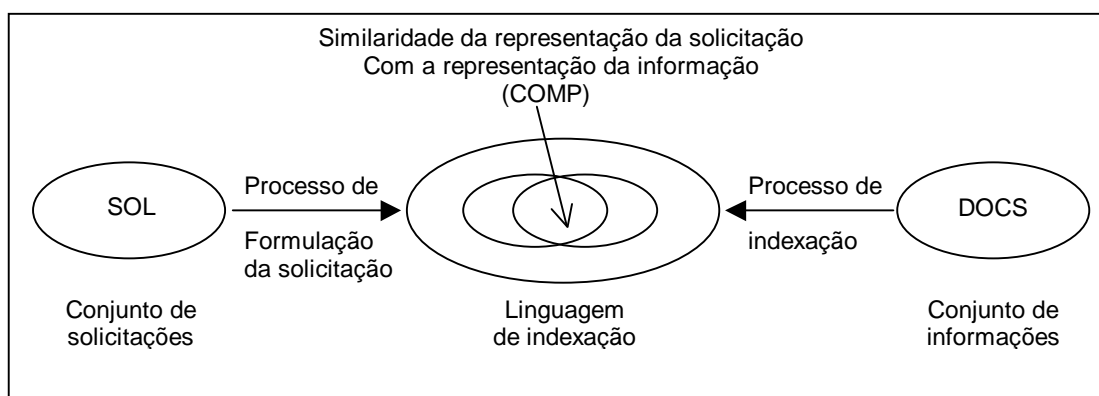 Similaridade da representação da solicitação
Com a representação da informação
(COMP)
SOL
Processo de
Formulação
da solicitação
Processo de
indexação
DOCS
Conjunto de
solicitações
Linguagem
de indexação
Conjunto de
informações